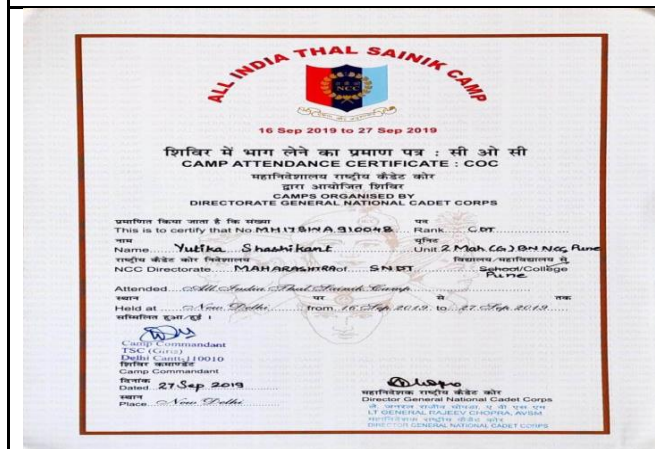 ALL INDIA THAL SAINIK CAMP
NCC
16 Sep 2019 to 27 Sep 2019
शिविर में भाग लेने का प्रमाण पत्र : सी ओ सी
CAMP ATTENDANCE CERTIFICATE : COC
महानिदेशालय राष्ट्रीय कैडेट कोर
द्वारा आयोजित शिविर
CAMPS ORGANISED BY
DIRECTORATE GENERAL NATIONAL CADET CORPS
प्रमाणित किया जाता है कि संख्या पद
This is to certify that No MH17SWA910048 Rank CDT
नाम यूनिट
Name Yutika Shashikant Unit 2 Mah (G) BN NCC, Pune
राष्ट्रीय कैडेट कोर निदेशालय विद्यालय/महाविद्यालय से
NCC Directorate MAHARASHTRA of SNDT School/College
Pune
Attended All India Thal Sainik Camp
स्थान पर से तक
Held at New Delhi from 16 Sep 2019 to 27 Sep 2019
सम्मिलित हुआ/हुई ।
Camp Commandant
TSC (Girls)
Delhi Cantt-110010
शिविर कमाण्डेंट
Camp Commandant
दिनांक
Dated 27 Sep 2019
स्थान
Place New Delhi
महानिदेशक राष्ट्रीय कैडेट कोर
Director General National Cadet Corps
ले. जनरल राजीव चोपड़ा, ए वी एस एम
LT GENERAL RAJEEV CHOPRA, AVSM
महानिदेशक राष्ट्रीय कैडेट कोर
DIRECTOR GENERAL NATIONAL CADET CORPS